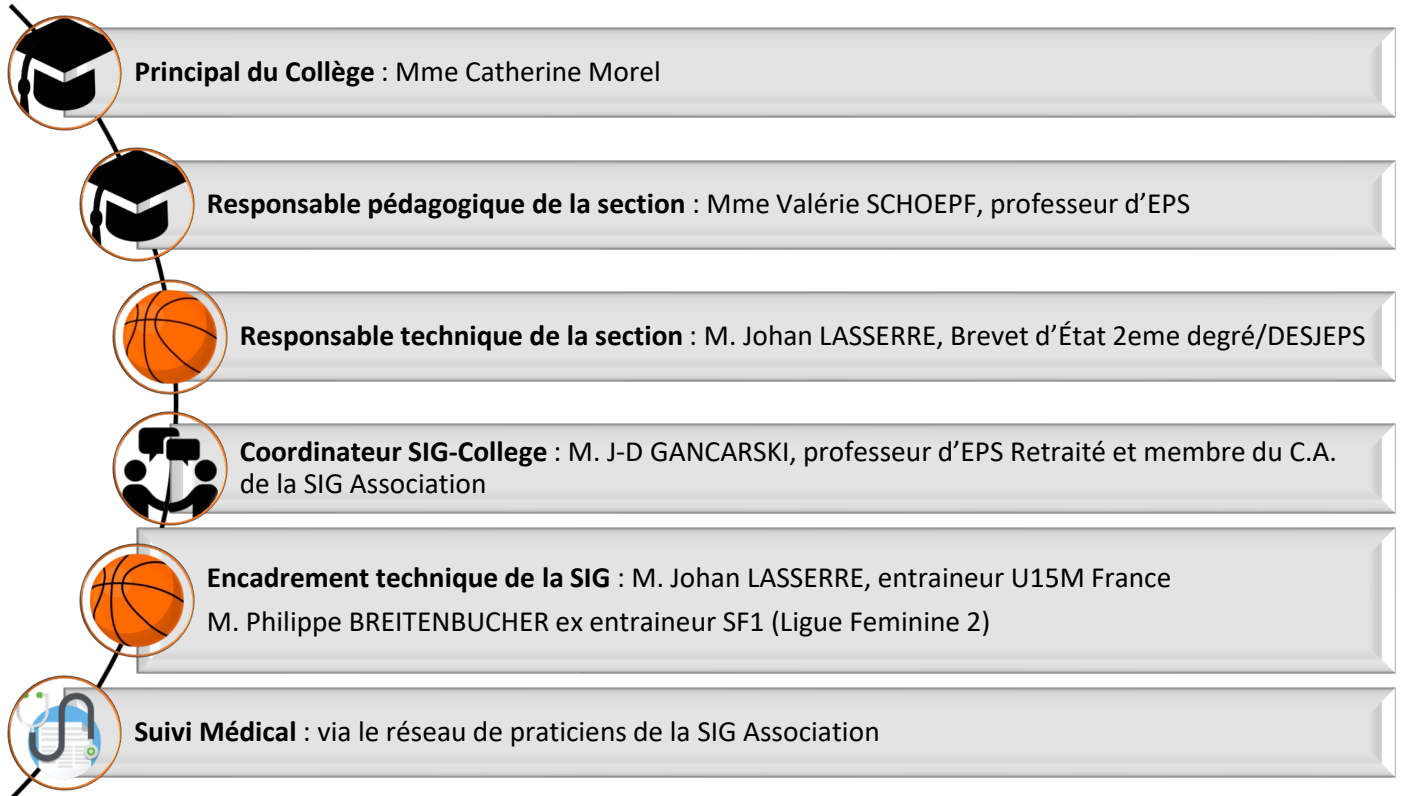 Principal du Collège : Mme Catherine Morel
Responsable pédagogique de la section : Mme Valérie SCHOEPF, professeur d’EPS
Responsable technique de la section : M. Johan LASSERRE, Brevet d’État 2eme degré/DESJEPS
Coordinateur SIG-College : M. J-D GANCARSKI, professeur d’EPS Retraité et membre du C.A.
de la SIG Association
Encadrement technique de la SIG : M. Johan LASSERRE, entraineur U15M France
M. Philippe BREITENBUCHER ex entraineur SF1 (Ligue Feminine 2)
Suivi Médical : via le réseau de praticiens de la SIG Association